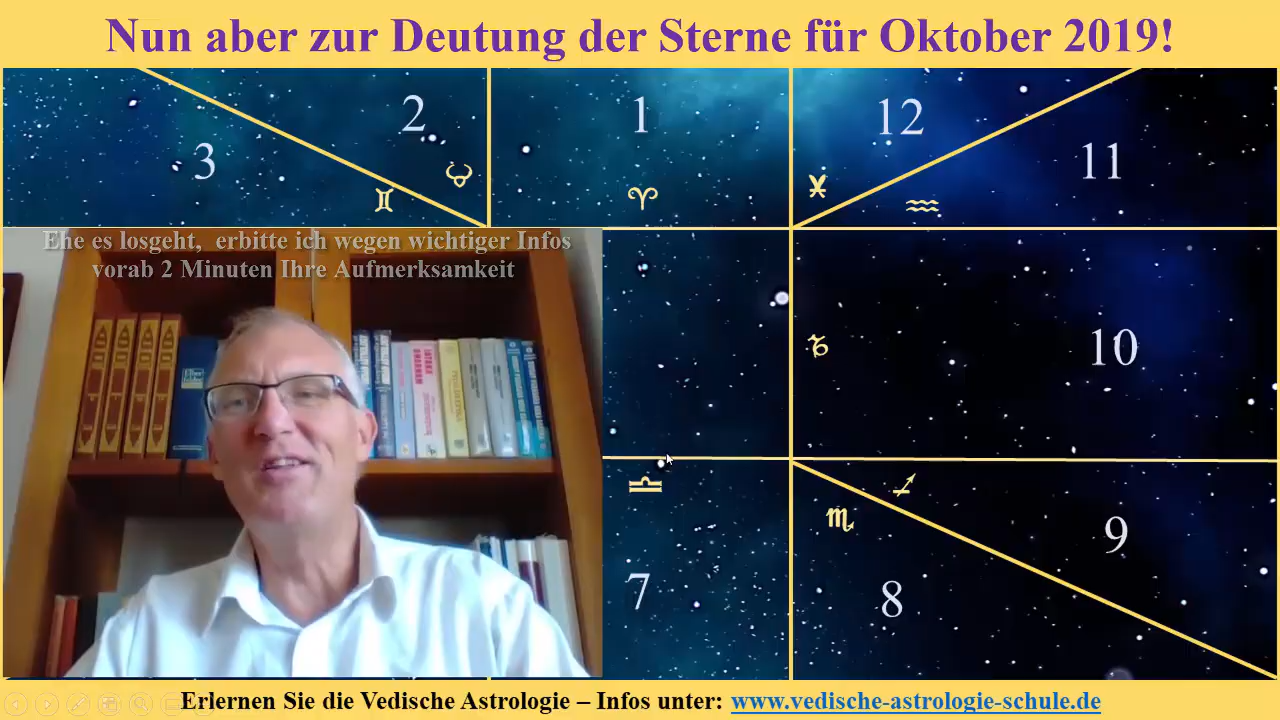 Nun aber zur Deutung der Sterne für Oktober 2019!
2
1
12
3
11
Ehe es losgeht, erbitte ich wegen wichtiger Infos
vorab 2 Minuten Ihre Aufmerksamkeit
10
9
7
8
Erlernen Sie die Vedische Astrologie – Infos unter: www.vedische-astrologie-schule.de